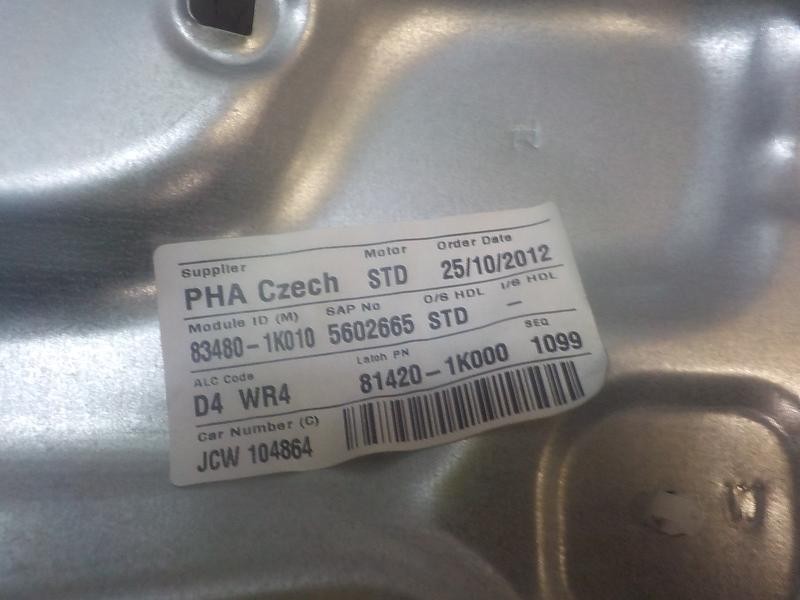 Supplier Motor Order Date
PHA Czech STD 25/10/2012
Module ID (M) SAP No O/S HDL I/S HDL
83480-1K010 5602665 STD -
ALC Code Latch PN SEQ
D4 WR4 81420-1K000 1099
Car Number (C)
JCW 104864